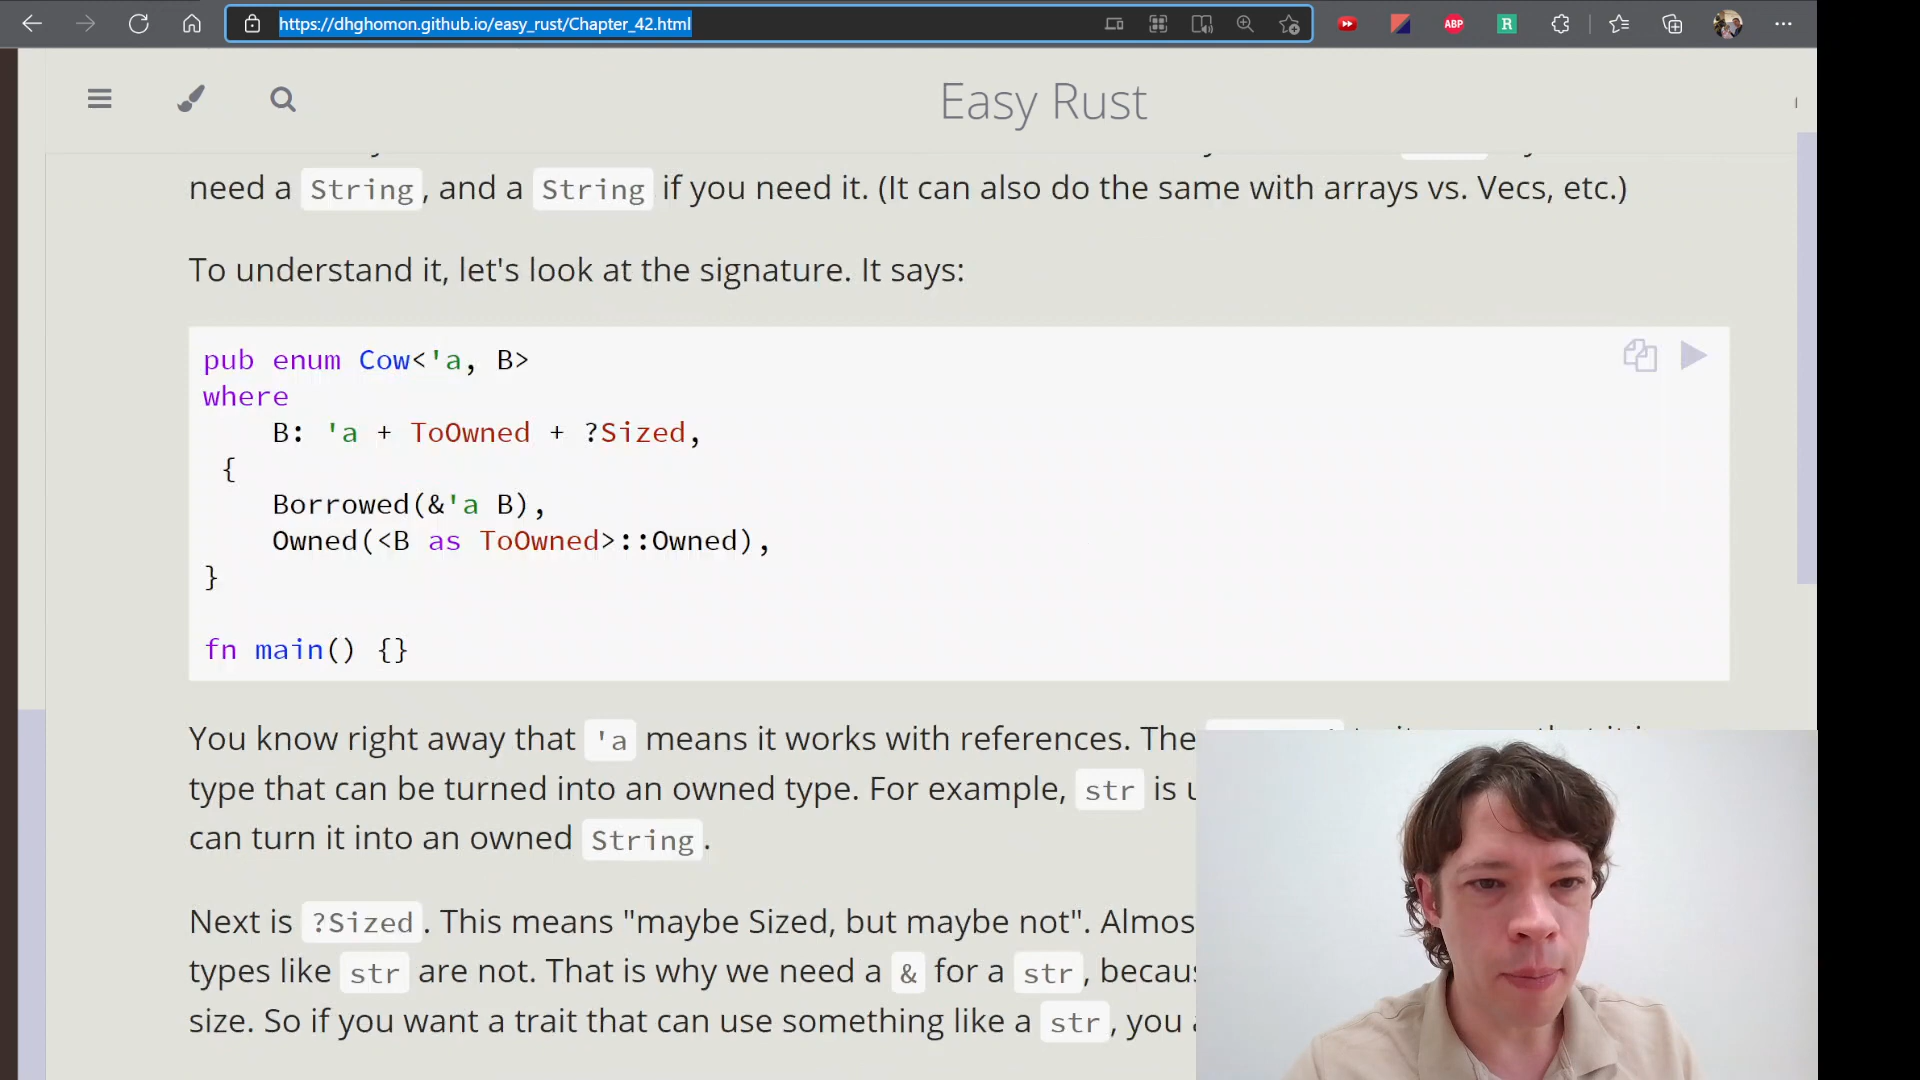 https://dhghomon.github.io/easy_rust/Chapter_42.html
ABP
R
Easy Rust
need a String, and a String if you need it. (It can also do the same with arrays vs. Vecs, etc.)
To understand it, let's look at the signature. It says:
pub enum Cow<'a, B>
where
    B: 'a + ToOwned + ?Sized,
 {
    Borrowed(&'a B),
    Owned(<B as ToOwned>::Owned),
}
fn main() {}
You know right away that 'a means it works with references. The
type that can be turned into an owned type. For example, str is
can turn it into an owned String.
Next is ?Sized. This means "maybe Sized, but maybe not".
types like str are not. That is why we need a & for a str,
size. So if you want a trait that can use something like a str, you